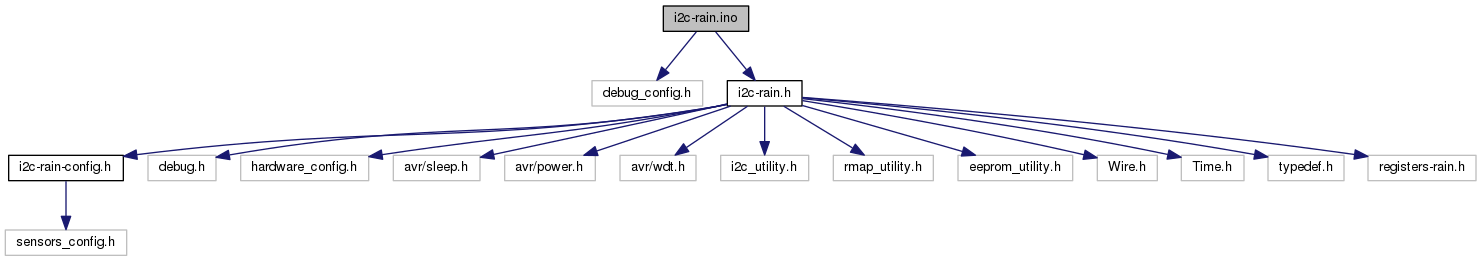 i2c-rain.ino
debug_config.h
i2c-rain.h
i2c-rain-config.h
debug.h
hardware_config.h
avr/sleep.h
avr/power.h
avr/wdt.h
i2c_utility.h
rmap_utility.h
eeprom_utility.h
Wire.h
Time.h
typedef.h
registers-rain.h
sensors_config.h